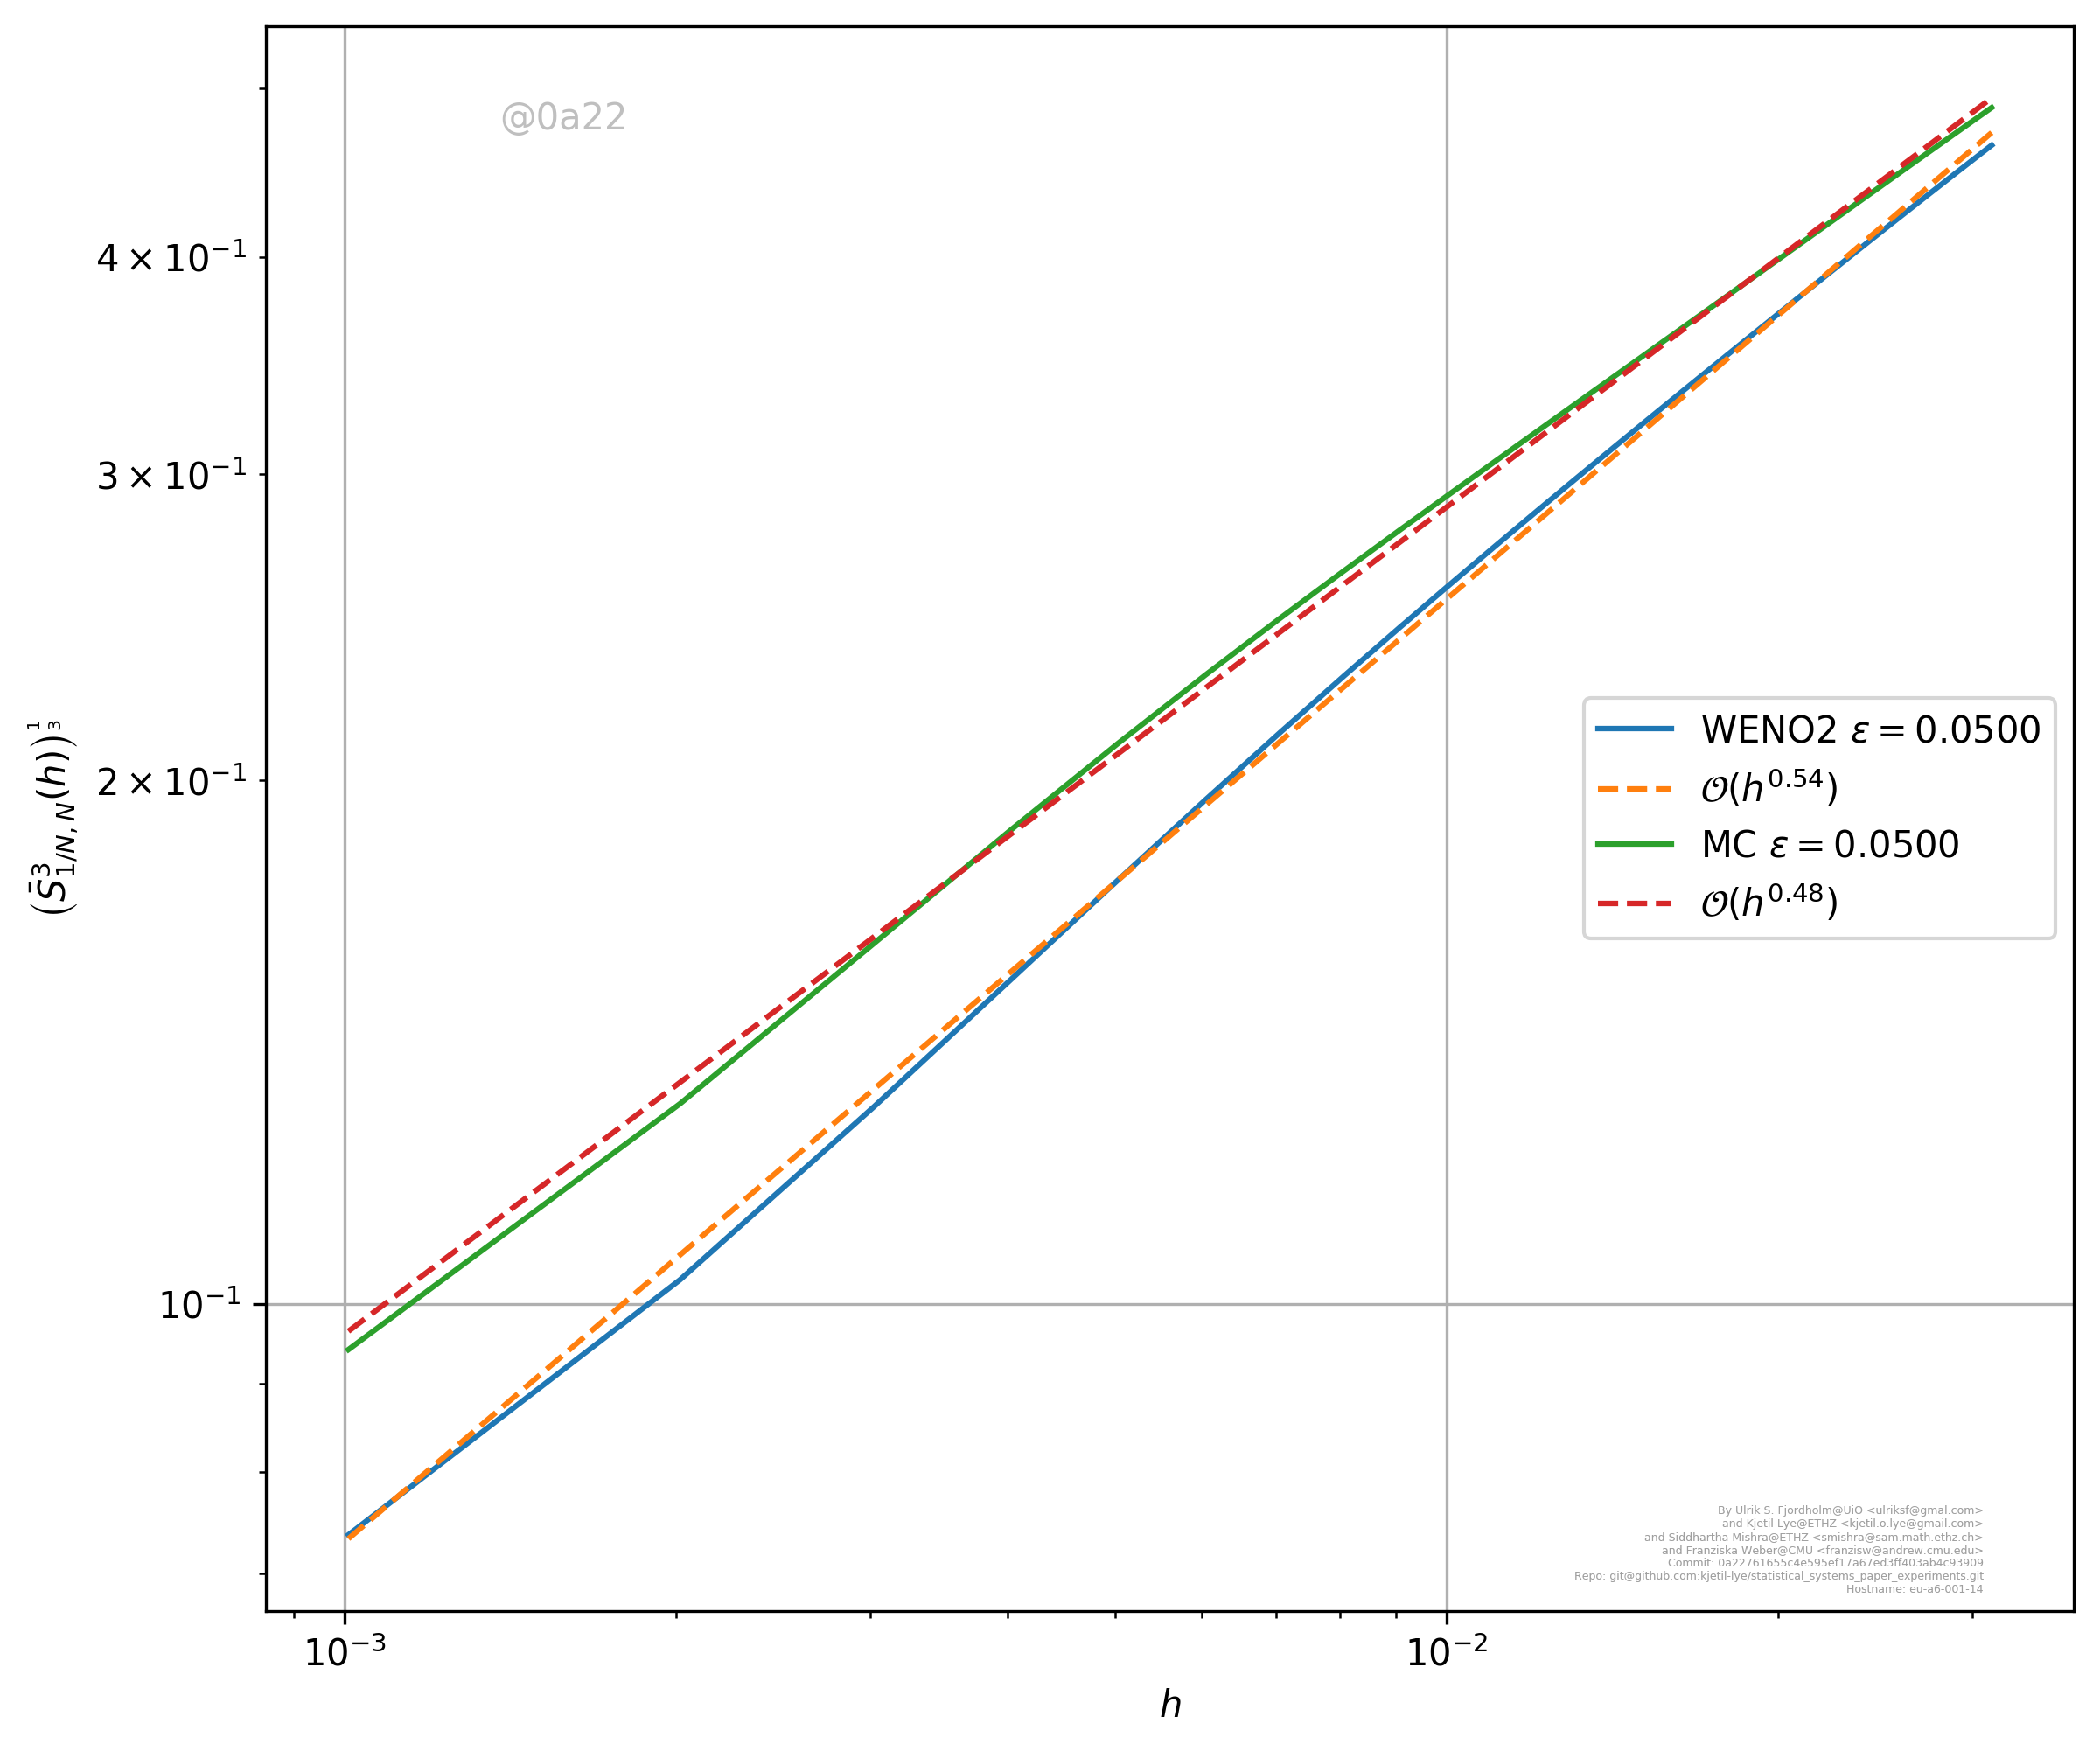 @0a22
4 × 10⁻¹
3 × 10⁻¹
2 × 10⁻¹
10⁻¹
(S̄³₁/N,N(h))^(1/3)
WENO2 ε = 0.0500
𝒪(h^0.54)
MC ε = 0.0500
𝒪(h^0.48)
By Ulrik S. Fjordholm@UiO <ulriksf@gmal.com>
and Kjetil Lye@ETHZ <kjetil.o.lye@gmail.com>
and Siddhartha Mishra@ETHZ <smishra@sam.math.ethz.ch>
and Franziska Weber@CMU <franzisw@andrew.cmu.edu>
Commit: 0a22761655c4e595ef17a67ed3ff403ab4c93909
Repo: git@github.com:kjetil-lye/statistical_systems_paper_experiments.git
Hostname: eu-a6-001-14
10⁻³ 10⁻²
h